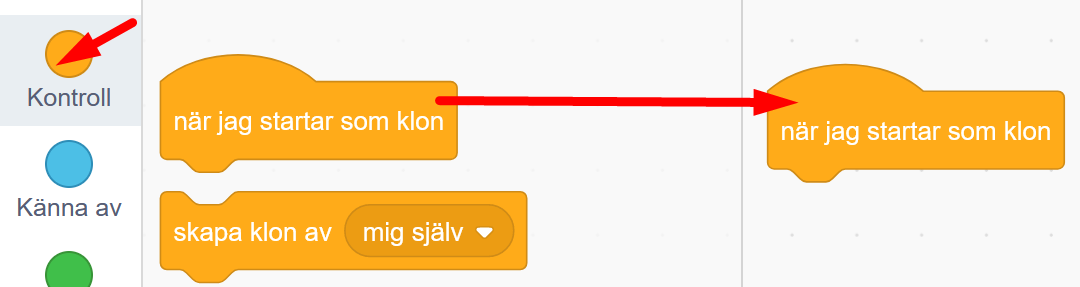 Kontroll
Känna av
när jag startar som klon
skapa klon av mig själv
när jag startar som klon